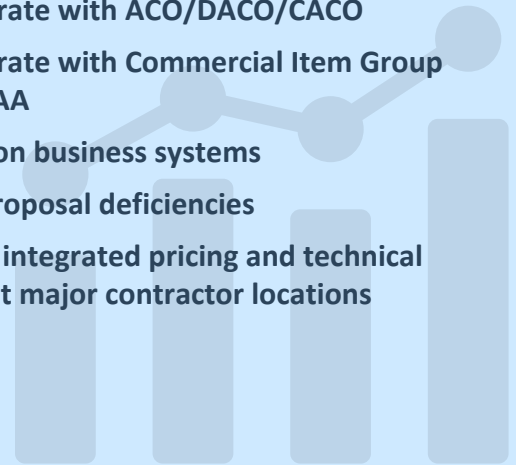 rate with ACO/DACO/CACO
rate with Commercial Item Group
AA
on business systems
roposal deficiencies
integrated pricing and technical
t major contractor locations